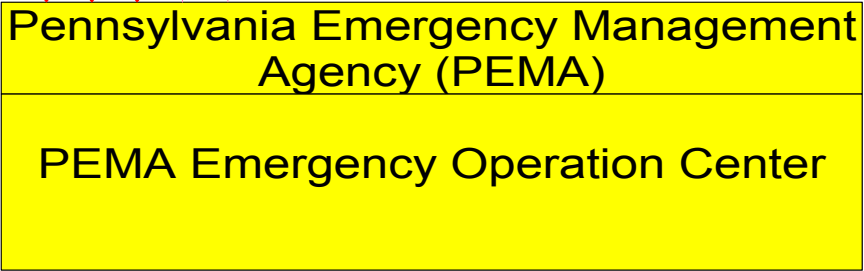 Pennsylvania Emergency Management
Agency (PEMA)
PEMA Emergency Operation Center